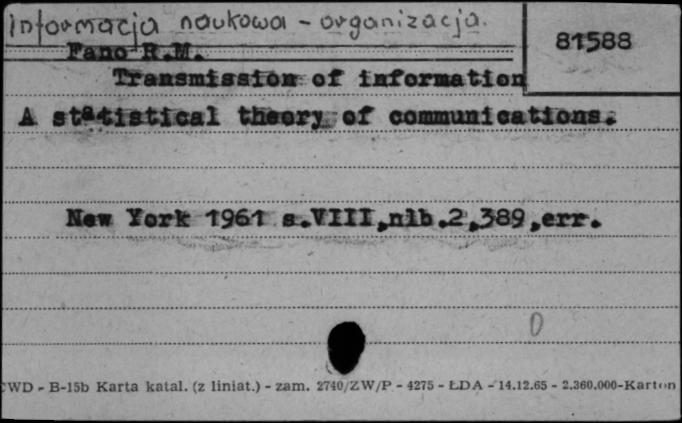 Informacja naukowa - organizacja.
81588
Fano R.M.
Transmission of information
A statistical theory of communications.
New York 1961 s.VIII,nlb.2,389,err.
0
CWD - B-15b Karta katal. (z liniat.) - zam. 2740/ZW/P - 4275 - ŁDA - 14.12.65 - 2.360.000-Karton